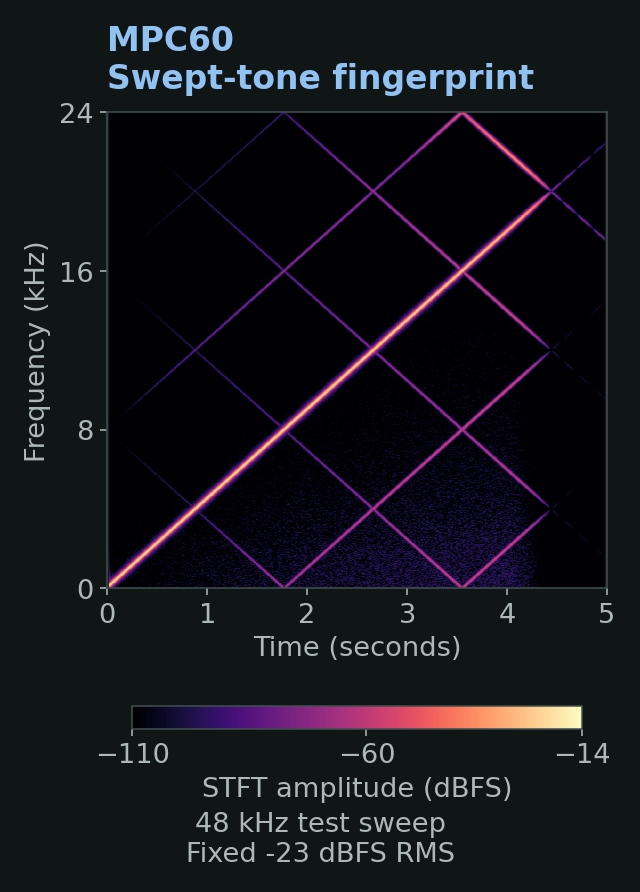 MPC60
Swept-tone fingerprint
24
16
8
0
Frequency (kHz)
0 1 2 3 4 5
Time (seconds)
−110 −60 −14
STFT amplitude (dBFS)
48 kHz test sweep
Fixed -23 dBFS RMS